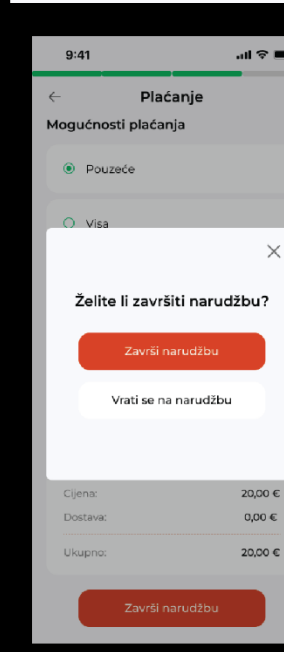 9:41
Plaćanje
Mogućnosti plaćanja
Pouzeće
Visa
Želite li završiti narudžbu?
Završi narudžbu
Vrati se na narudžbu
Cijena: 20,00 €
Dostava: 0,00 €
Ukupno: 20,00 €
Završi narudžbu